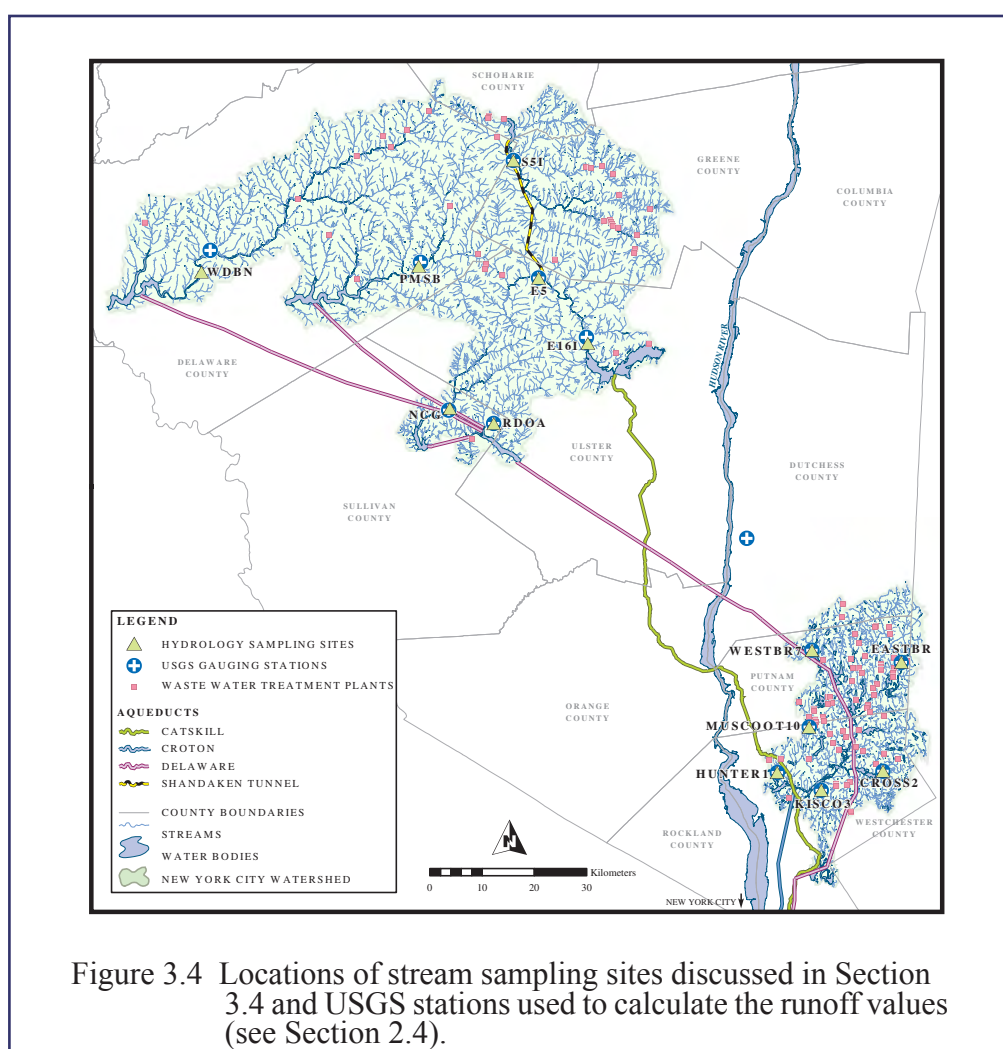 SCHOHARIE
COUNTY
GREENE
COUNTY
COLUMBIA
COUNTY
S5I
WDBN
PMSB
E5
E16I
HUDSON RIVER
DELAWARE
COUNTY
NCG
RDOA
ULSTER
COUNTY
DUTCHESS
COUNTY
SULLIVAN
COUNTY
LEGEND
HYDROLOGY SAMPLING SITES
USGS GAUGING STATIONS
WASTE WATER TREATMENT PLANTS
AQUEDUCTS
CATSKILL
CROTON
DELAWARE
SHANDAKEN TUNNEL
COUNTY BOUNDARIES
STREAMS
WATER BODIES
NEW YORK CITY WATERSHED
WESTBR7
EASTBR
PUTNAM
COUNTY
ORANGE
COUNTY
MUSCOOT10
HUNTER1
CROSS2
KISCO3
WESTCHESTER
COUNTY
ROCKLAND
COUNTY
N
Kilometers
0 10 20 30
NEW YORK CITY
Figure 3.4 Locations of stream sampling sites discussed in Section
3.4 and USGS stations used to calculate the runoff values
(see Section 2.4).